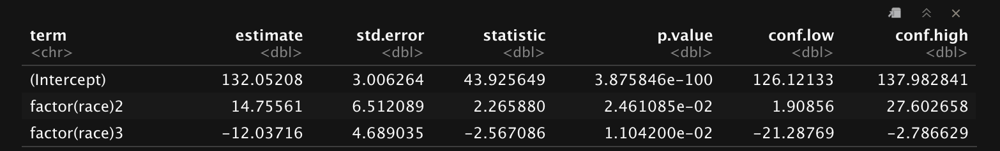 term estimate std.error statistic p.value conf.low conf.high
<chr> <dbl> <dbl> <dbl> <dbl> <dbl> <dbl>
(Intercept) 132.05208 3.006264 43.925649 3.875846e-100 126.12133 137.982841
factor(race)2 14.75561 6.512089 2.265880 2.461085e-02 1.90856 27.602658
factor(race)3 -12.03716 4.689035 -2.567086 1.104200e-02 -21.28769 -2.786629